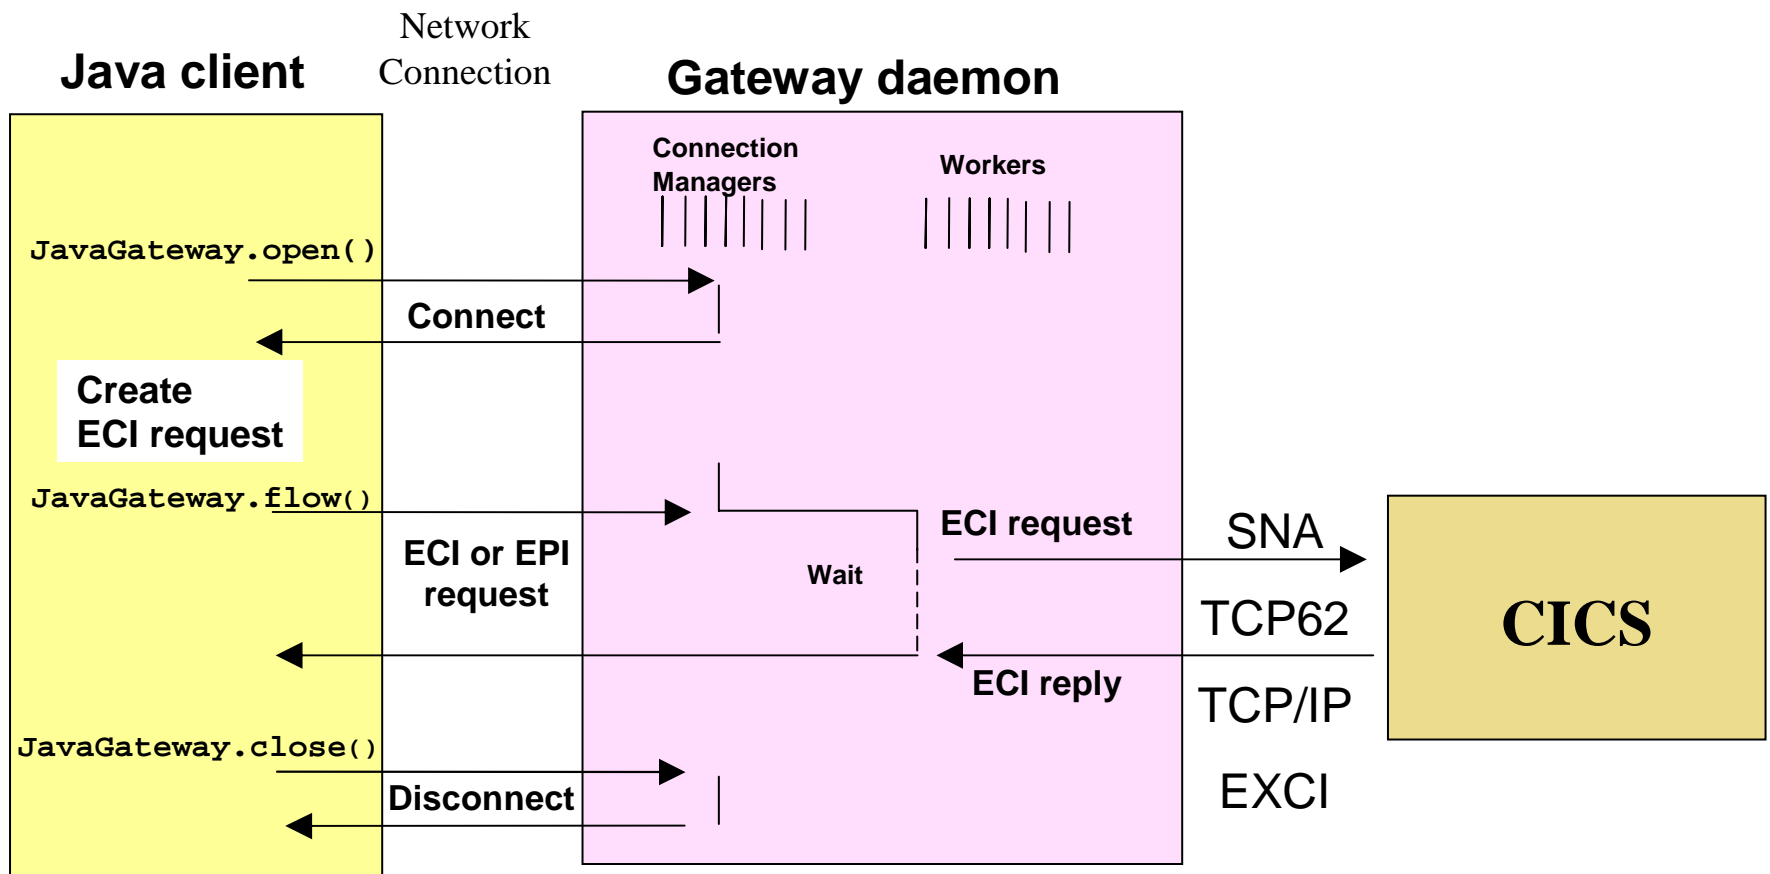 Network
Connection
Java client
Gateway daemon
Connection
Managers
Workers
JavaGateway.open()
Connect
Create
ECI request
JavaGateway.flow()
ECI or EPI
request
Wait
ECI request
SNA
TCP62
CICS
ECI reply
TCP/IP
JavaGateway.close()
Disconnect
EXCI